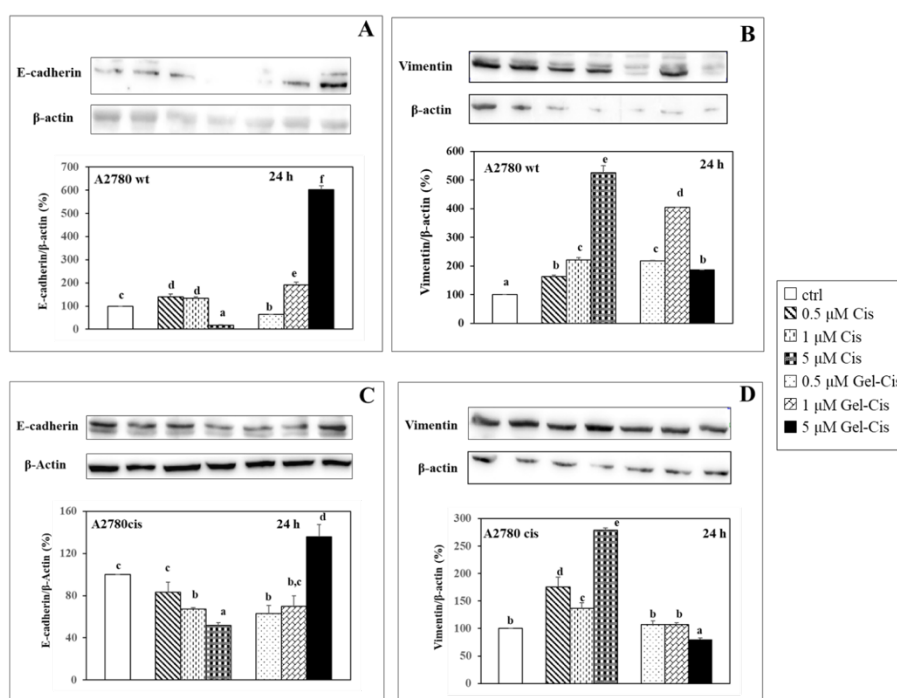 A
E-cadherin
β-actin
E-cadherin/β-actin (%)
700
600
500
400
300
200
100
0
A2780 wt
24 h
c
d
d
a
b
e
f
B
Vimentin
β-actin
Vimentin/β-actin (%)
600
500
400
300
200
100
0
A2780 wt
24 h
a
b
c
e
c
d
b
C
E-cadherin
β-Actin
E-cadherin/β-Actin (%)
160
120
80
40
0
A2780cis
24 h
c
c
b
a
b
b,c
d
D
Vimentin
β-actin
Vimentin/β-actin (%)
300
250
200
150
100
50
0
A2780 cis
24 h
b
d
c
e
b
b
a
ctrl
0.5 μM Cis
1 μM Cis
5 μM Cis
0.5 μM Gel-Cis
1 μM Gel-Cis
5 μM Gel-Cis